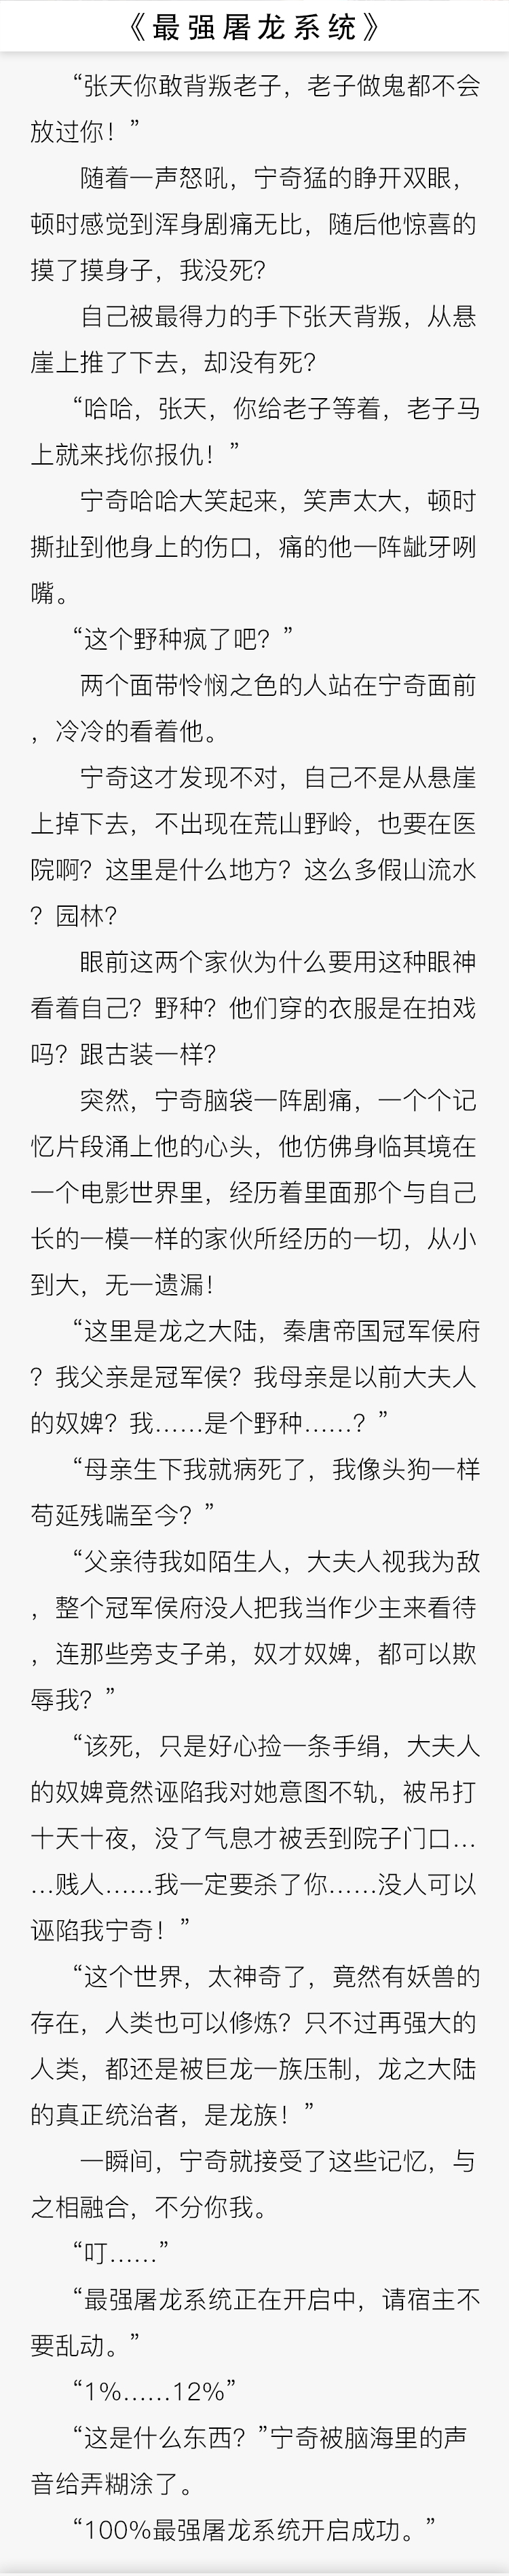 《最强屠龙系统》
“张天你敢背叛老子，老子做鬼都不会
放过你！”
随着一声怒吼，宁奇猛的睁开双眼，
顿时感觉到浑身剧痛无比，随后他惊喜的
摸了摸身子，我没死？
自己被最得力的手下张天背叛，从悬
崖上推了下去，却没有死？
“哈哈，张天，你给老子等着，老子马
上就来找你报仇！”
宁奇哈哈大笑起来，笑声太大，顿时
撕扯到他身上的伤口，痛的他一阵龇牙咧
嘴。
“这个野种疯了吧？”
两个面带怜悯之色的人站在宁奇面前
，冷冷的看着他。
宁奇这才发现不对，自己不是从悬崖
上掉下去，不出现在荒山野岭，也要在医
院啊？这里是什么地方？这么多假山流水
？园林？
眼前这两个家伙为什么要用这种眼神
看着自己？野种？他们穿的衣服是在拍戏
吗？跟古装一样？
突然，宁奇脑袋一阵剧痛，一个个记
忆片段涌上他的心头，他仿佛身临其境在
一个电影世界里，经历着里面那个与自己
长的一模一样的家伙所经历的一切，从小
到大，无一遗漏！
“这里是龙之大陆，秦唐帝国冠军侯府
？我父亲是冠军侯？我母亲是以前大夫人
的奴婢？我……是个野种……？”
“母亲生下我就病死了，我像头狗一样
苟延残喘至今？”
“父亲待我如陌生人，大夫人视我为敌
，整个冠军侯府没人把我当作少主来看待
，连那些旁支子弟，奴才奴婢，都可以欺
辱我？”
“该死，只是好心捡一条手绢，大夫人
的奴婢竟然诬陷我对她意图不轨，被吊打
十天十夜，没了气息才被丢到院子门口…
…贱人……我一定要杀了你……没人可以
诬陷我宁奇！”
“这个世界，太神奇了，竟然有妖兽的
存在，人类也可以修炼？只不过再强大的
人类，都还是被巨龙一族压制，龙之大陆
的真正统治者，是龙族！”
一瞬间，宁奇就接受了这些记忆，与
之相融合，不分你我。
“叮……”
“最强屠龙系统正在开启中，请宿主不
要乱动。”
“1%……12%”
“这是什么东西？”宁奇被脑海里的声
音给弄糊涂了。
“100%最强屠龙系统开启成功。”